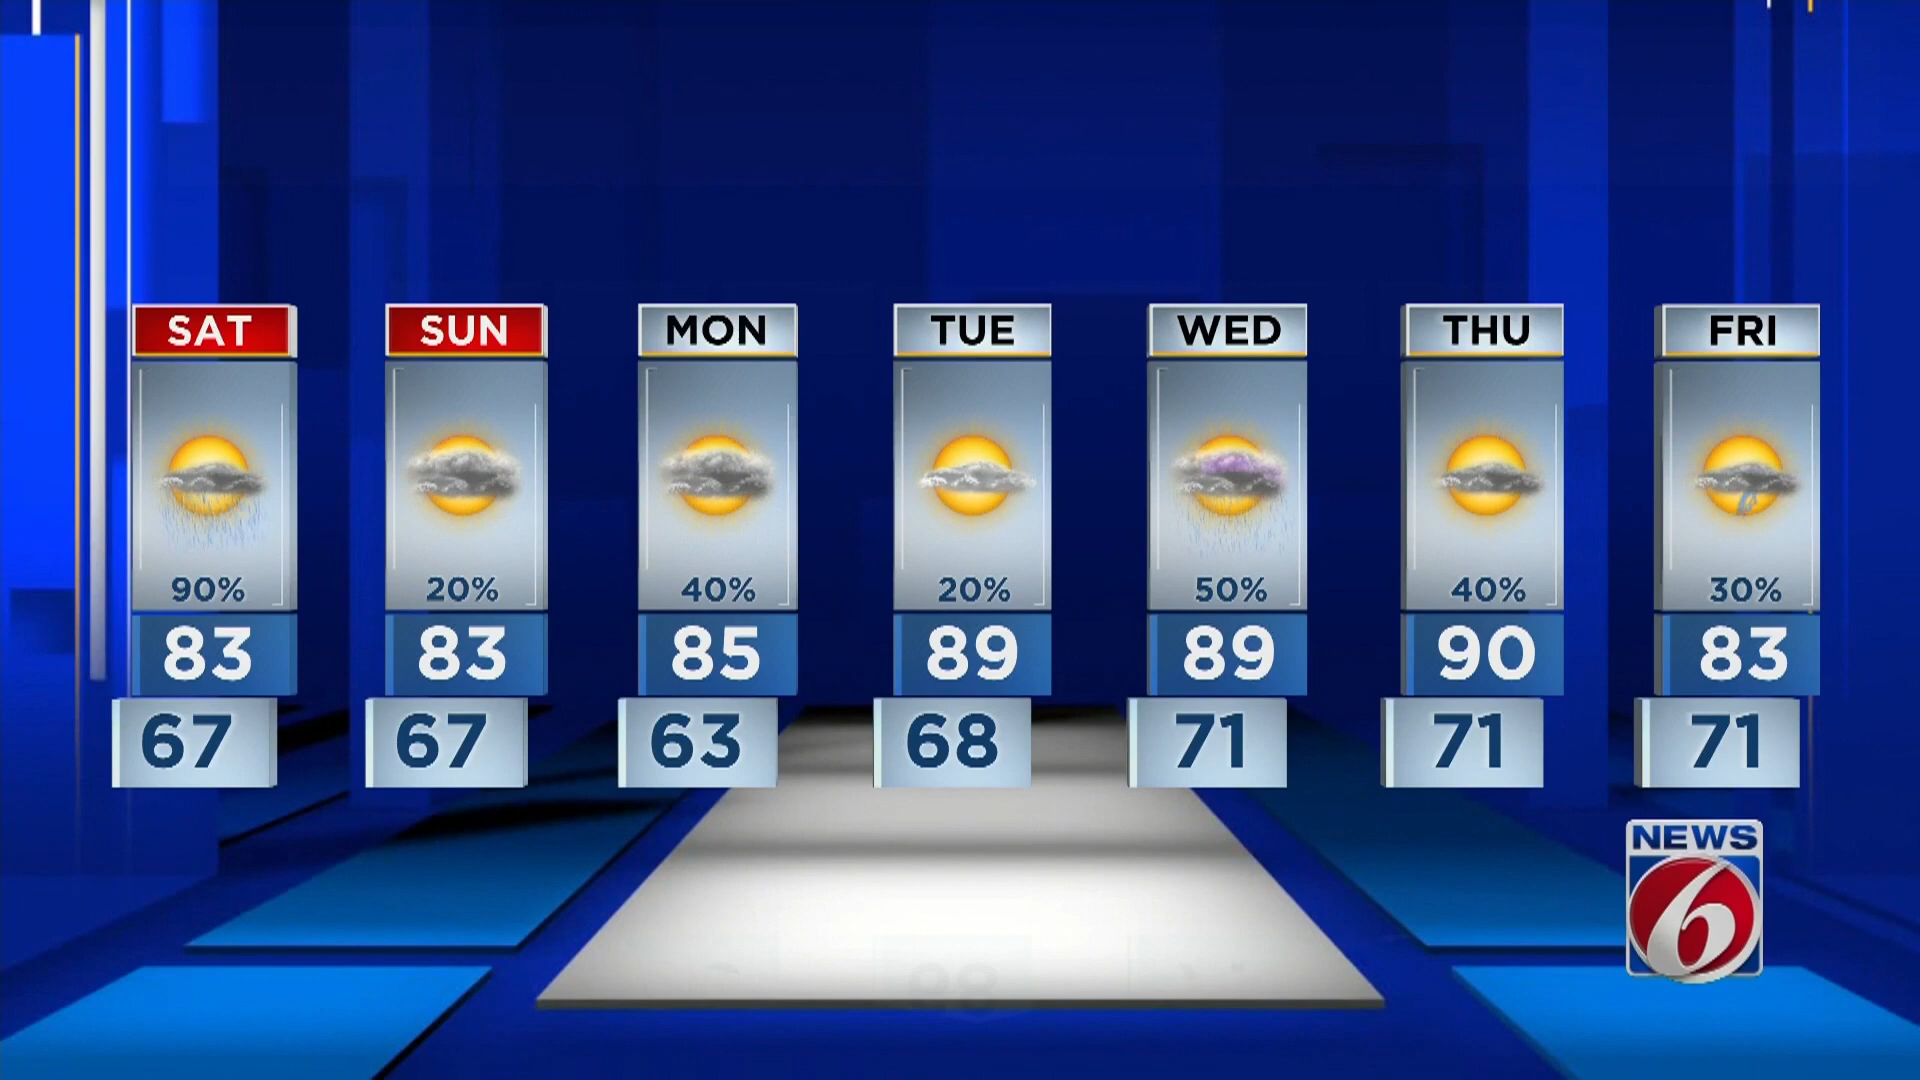 SAT SUN MON TUE WED THU FRI
90% 20% 40% 20% 50% 40% 30%
83 83 85 89 89 90 83
67 67 63 68 71 71 71
NEWS
6